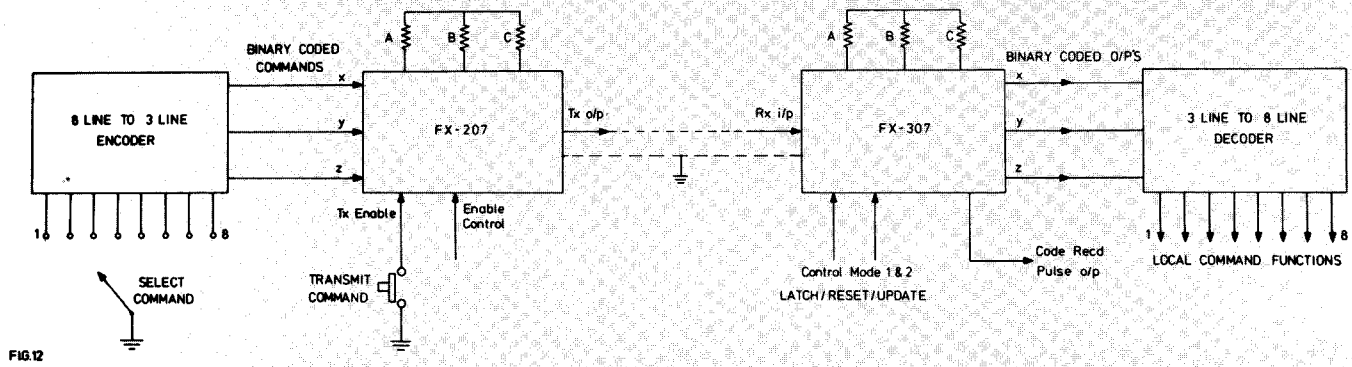 A B C
A B C
BINARY CODED
COMMANDS
x
y
z
8 LINE TO 3 LINE
ENCODER
1
8
SELECT
COMMAND
FX-207
Tx o/p
Tx Enable
Enable
Control
TRANSMIT
COMMAND
Rx i/p
FX-307
BINARY CODED O/P'S
x
y
z
3 LINE TO 8 LINE
DECODER
1
8
LOCAL COMMAND FUNCTIONS
Control Mode 1 & 2
LATCH/RESET/UPDATE
Code Recd
Pulse o/p
FIG.12